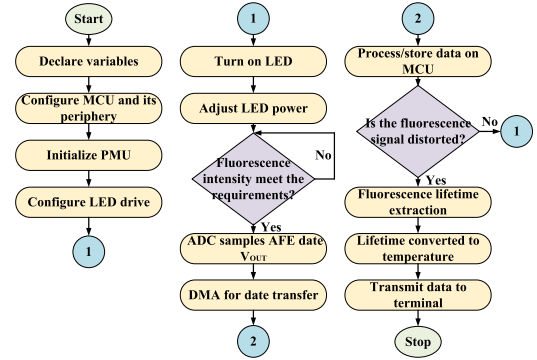 Start
Declare variables
Configure MCU and its
periphery
Initialize PMU
Configure LED drive
1
1
Turn on LED
Adjust LED power
Fluorescence
intensity meet the
requirements?
No
Yes
ADC samples AFE date
VOUT
DMA for date transfer
2
2
Process/store data on
MCU
Is the fluorescence
signal distorted?
No
1
Yes
Fluorescence lifetime
extraction
Lifetime converted to
temperature
Transmit data to
terminal
Stop